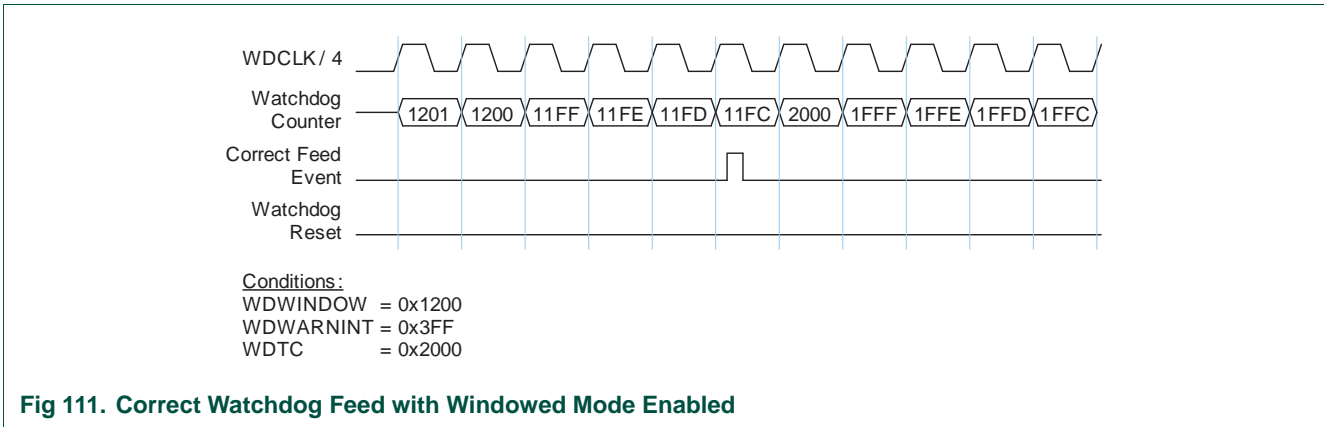 WDCLK / 4
Watchdog
Counter
1201 1200 11FF 11FE 11FD 11FC 2000 1FFF 1FFE 1FFD 1FFC
Correct Feed
Event
Watchdog
Reset
Conditions:
WDWINDOW = 0x1200
WDWARNINT = 0x3FF
WDTC = 0x2000
Fig 111. Correct Watchdog Feed with Windowed Mode Enabled